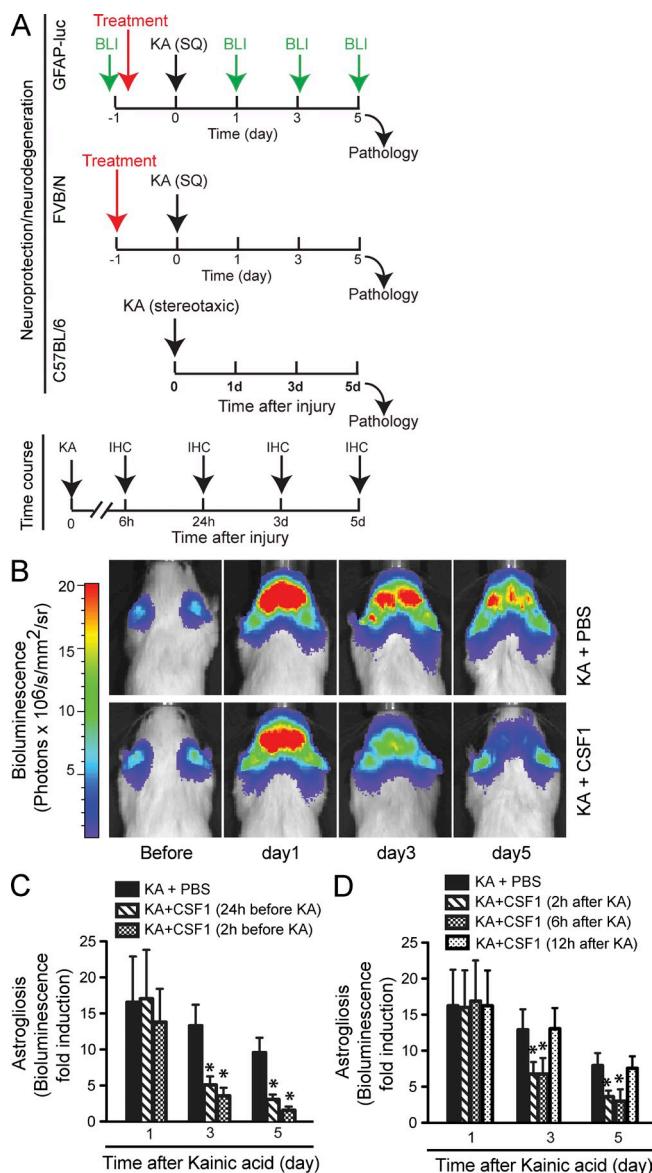 A
Neuroprotection/neurodegeneration
GFAP-luc
Treatment
BLI KA (SQ) BLI BLI BLI
-1 0 1 3 5
Time (day)
Pathology
FVB/N
Treatment
KA (SQ)
-1 0 1 3 5
Time (day)
Pathology
C57BL/6
KA (stereotaxic)
0 1d 3d 5d
Time after injury
Pathology
Time course
KA IHC IHC IHC IHC
0 6h 24h 3d 5d
Time after injury
B
Bioluminescence
(Photons x 10⁶/s/mm²/sr)
20
15
10
5
KA + PBS
KA + CSF1
Before day1 day3 day5
C
KA + PBS
KA+CSF1 (24h before KA)
KA+CSF1 (2h before KA)
Astrogliosis
(Bioluminescence
fold induction)
25
20
15
10
5
0
* *
* *
1 3 5
Time after Kainic acid (day)
D
KA + PBS
KA+CSF1 (2h after KA)
KA+CSF1 (6h after KA)
KA+CSF1 (12h after KA)
Astrogliosis
(Bioluminescence
fold induction)
25
20
15
10
5
0
* *
* *
1 3 5
Time after Kainic acid (day)